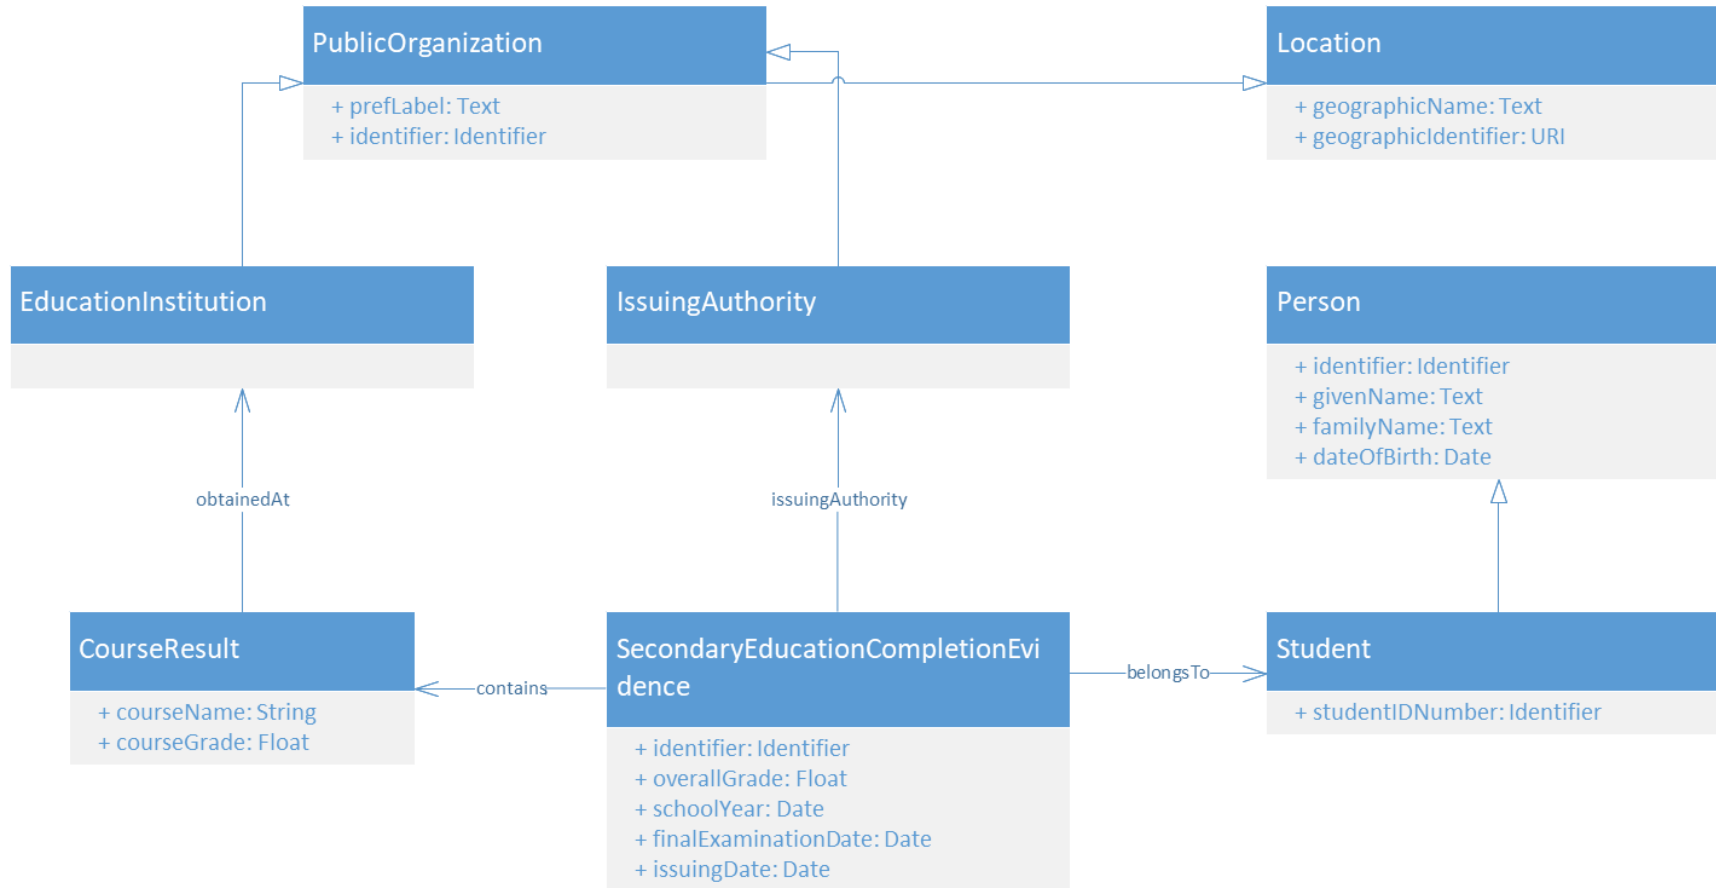 PublicOrganization
+ prefLabel: Text
+ identifier: Identifier
Location
+ geographicName: Text
+ geographicIdentifier: URI
EducationInstitution
IssuingAuthority
Person
+ identifier: Identifier
+ givenName: Text
+ familyName: Text
+ dateOfBirth: Date
obtainedAt
issuingAuthority
CourseResult
+ courseName: String
+ courseGrade: Float
contains
SecondaryEducationCompletionEvi
dence
+ identifier: Identifier
+ overallGrade: Float
+ schoolYear: Date
+ finalExaminationDate: Date
+ issuingDate: Date
belongsTo
Student
+ studentIDNumber: Identifier